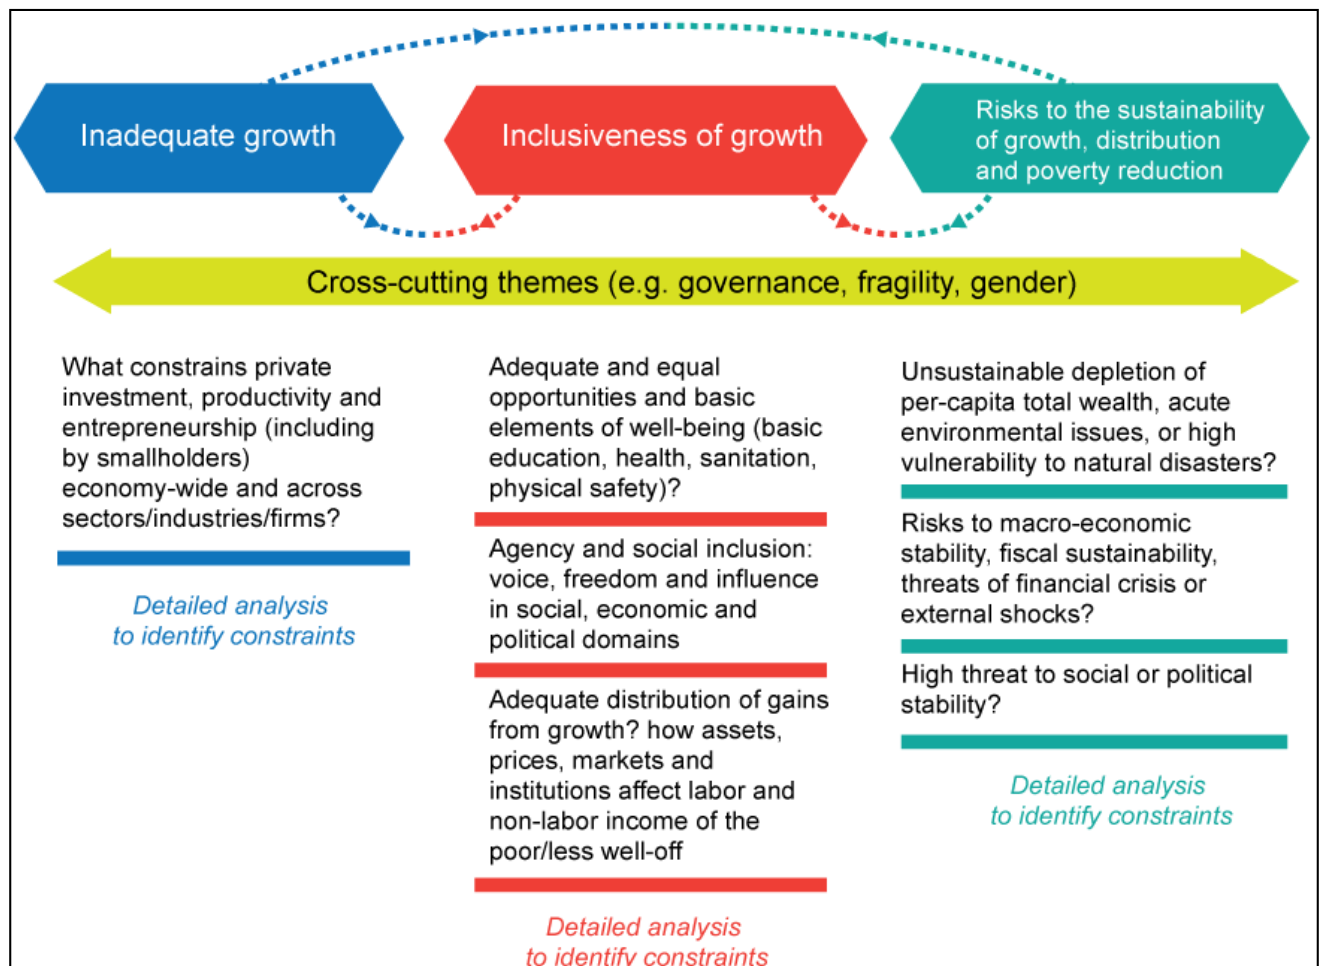 Inadequate growth
Inclusiveness of growth
Risks to the sustainability
of growth, distribution
and poverty reduction
Cross-cutting themes (e.g. governance, fragility, gender)
What constrains private
investment, productivity and
entrepreneurship (including
by smallholders)
economy-wide and across
sectors/industries/firms?
Detailed analysis
to identify constraints
Adequate and equal
opportunities and basic
elements of well-being (basic
education, health, sanitation,
physical safety)?
Agency and social inclusion:
voice, freedom and influence
in social, economic and
political domains
Adequate distribution of gains
from growth? how assets,
prices, markets and
institutions affect labor and
non-labor income of the
poor/less well-off
Detailed analysis
to identify constraints
Unsustainable depletion of
per-capita total wealth, acute
environmental issues, or high
vulnerability to natural disasters?
Risks to macro-economic
stability, fiscal sustainability,
threats of financial crisis or
external shocks?
High threat to social or political
stability?
Detailed analysis
to identify constraints